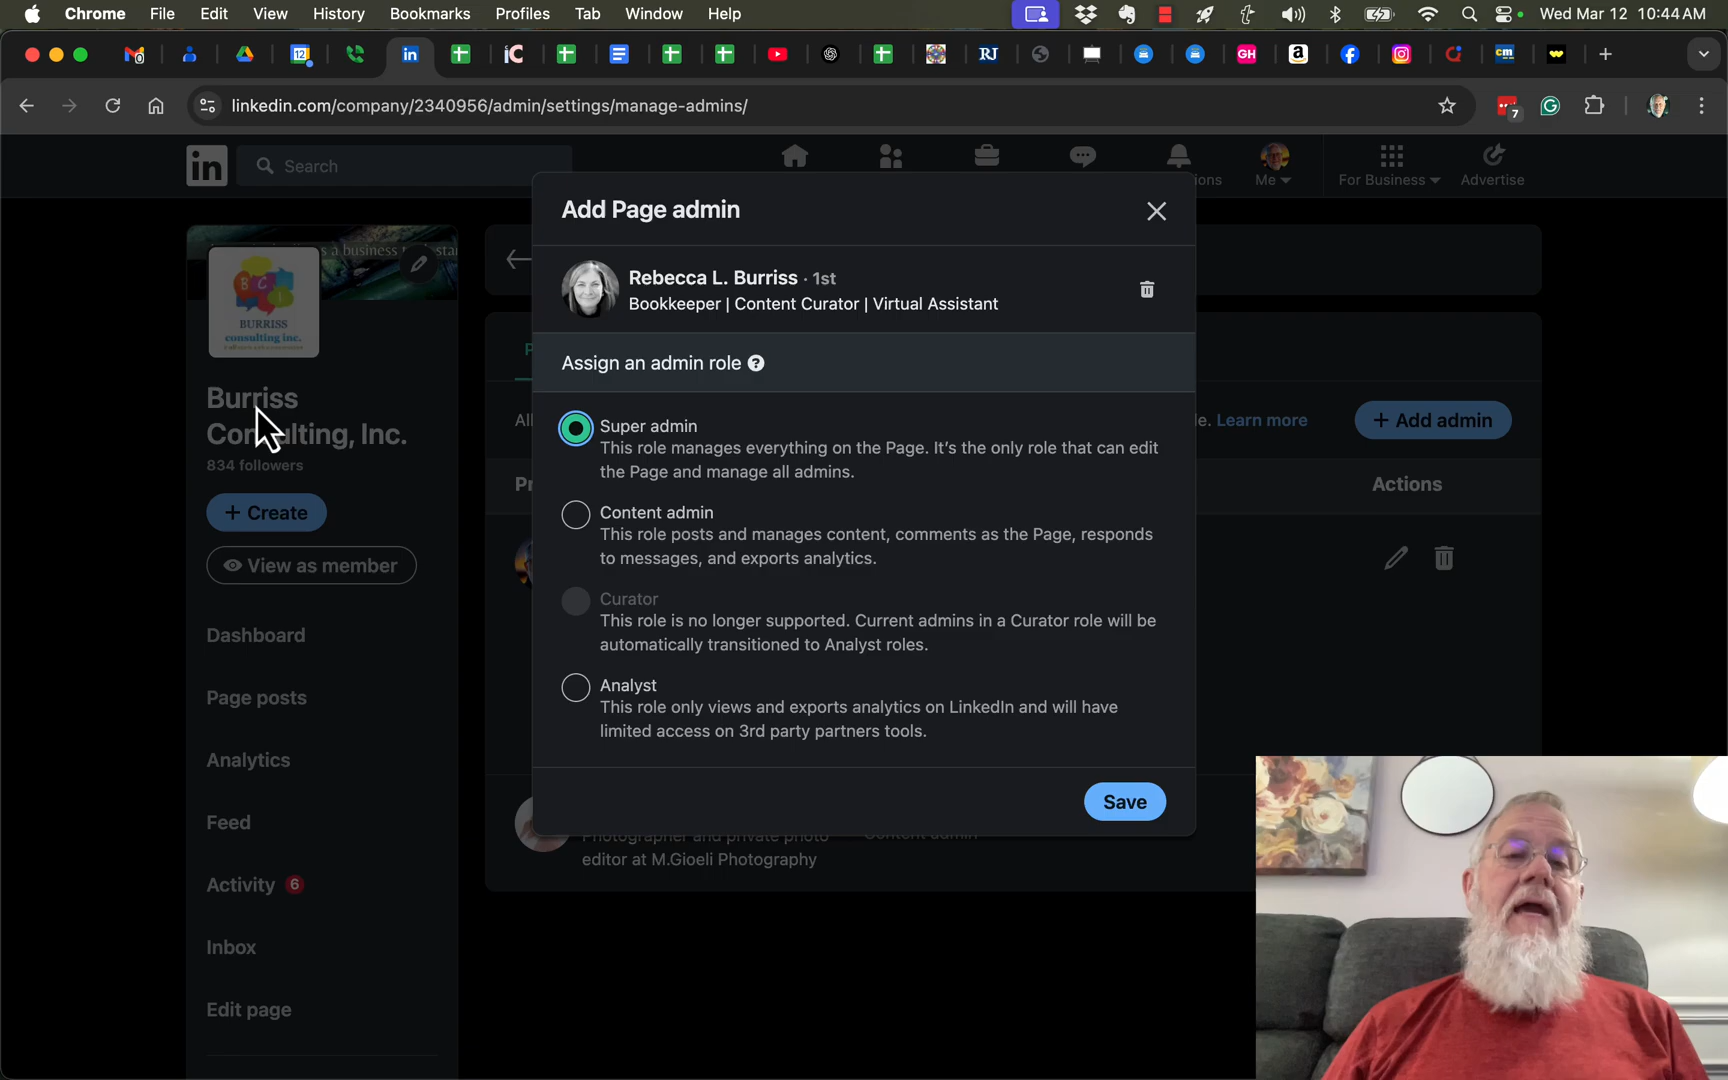 Chrome File Edit View History Bookmarks Profiles Tab Window Help Wed Mar 12 10:44 AM
linkedin.com/company/2340956/admin/settings/manage-admins/
7
Search
Me
For Business
Advertise
Add Page admin
Rebecca L. Burriss · 1st
Bookkeeper | Content Curator | Virtual Assistant
Assign an admin role
Super admin
This role manages everything on the Page. It's the only role that can edit
the Page and manage all admins.
Content admin
This role posts and manages content, comments as the Page, responds
to messages, and exports analytics.
Curator
This role is no longer supported. Current admins in a Curator role will be
automatically transitioned to Analyst roles.
Analyst
This role only views and exports analytics on LinkedIn and will have
limited access on 3rd party partners tools.
Save
BCI
BURRISS
consulting inc.
Burriss
Consulting, Inc.
834 followers
+ Create
View as member
Dashboard
Page posts
Analytics
Feed
Activity 6
Inbox
Edit page
Learn more
+ Add admin
Actions
Photographer and private photo
editor at M.Gioeli Photography
Content admin